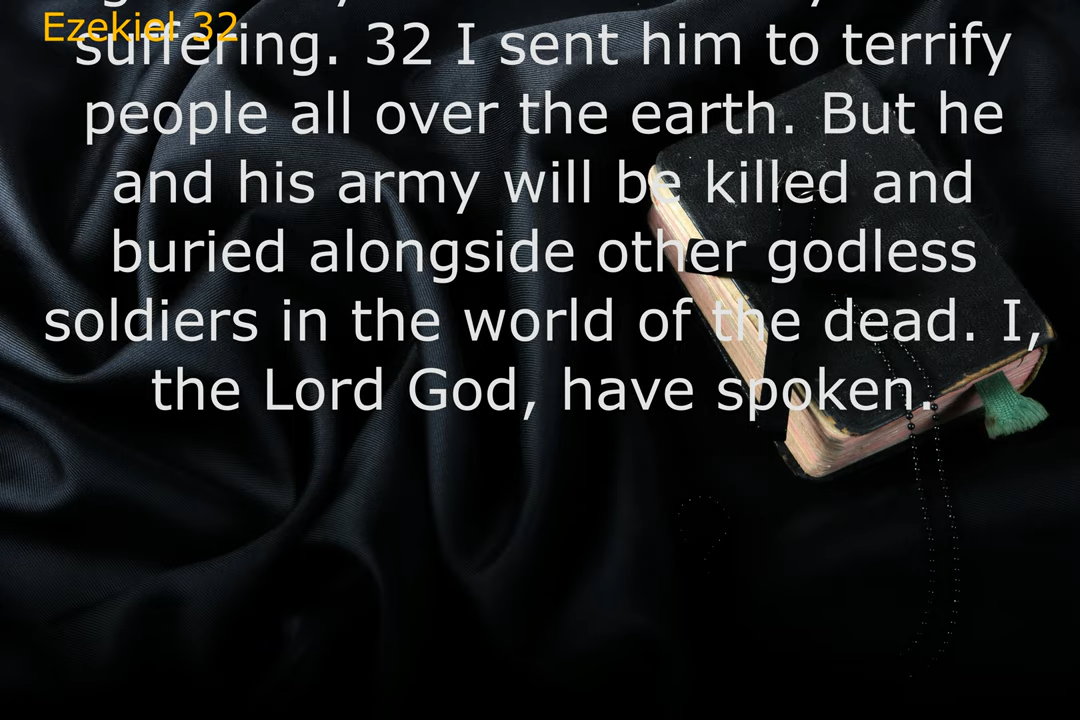 Ezekiel 32
suffering. 32 I sent him to terrify
people all over the earth. But he
and his army will be killed and
buried alongside other godless
soldiers in the world of the dead. I,
the Lord God, have spoken.